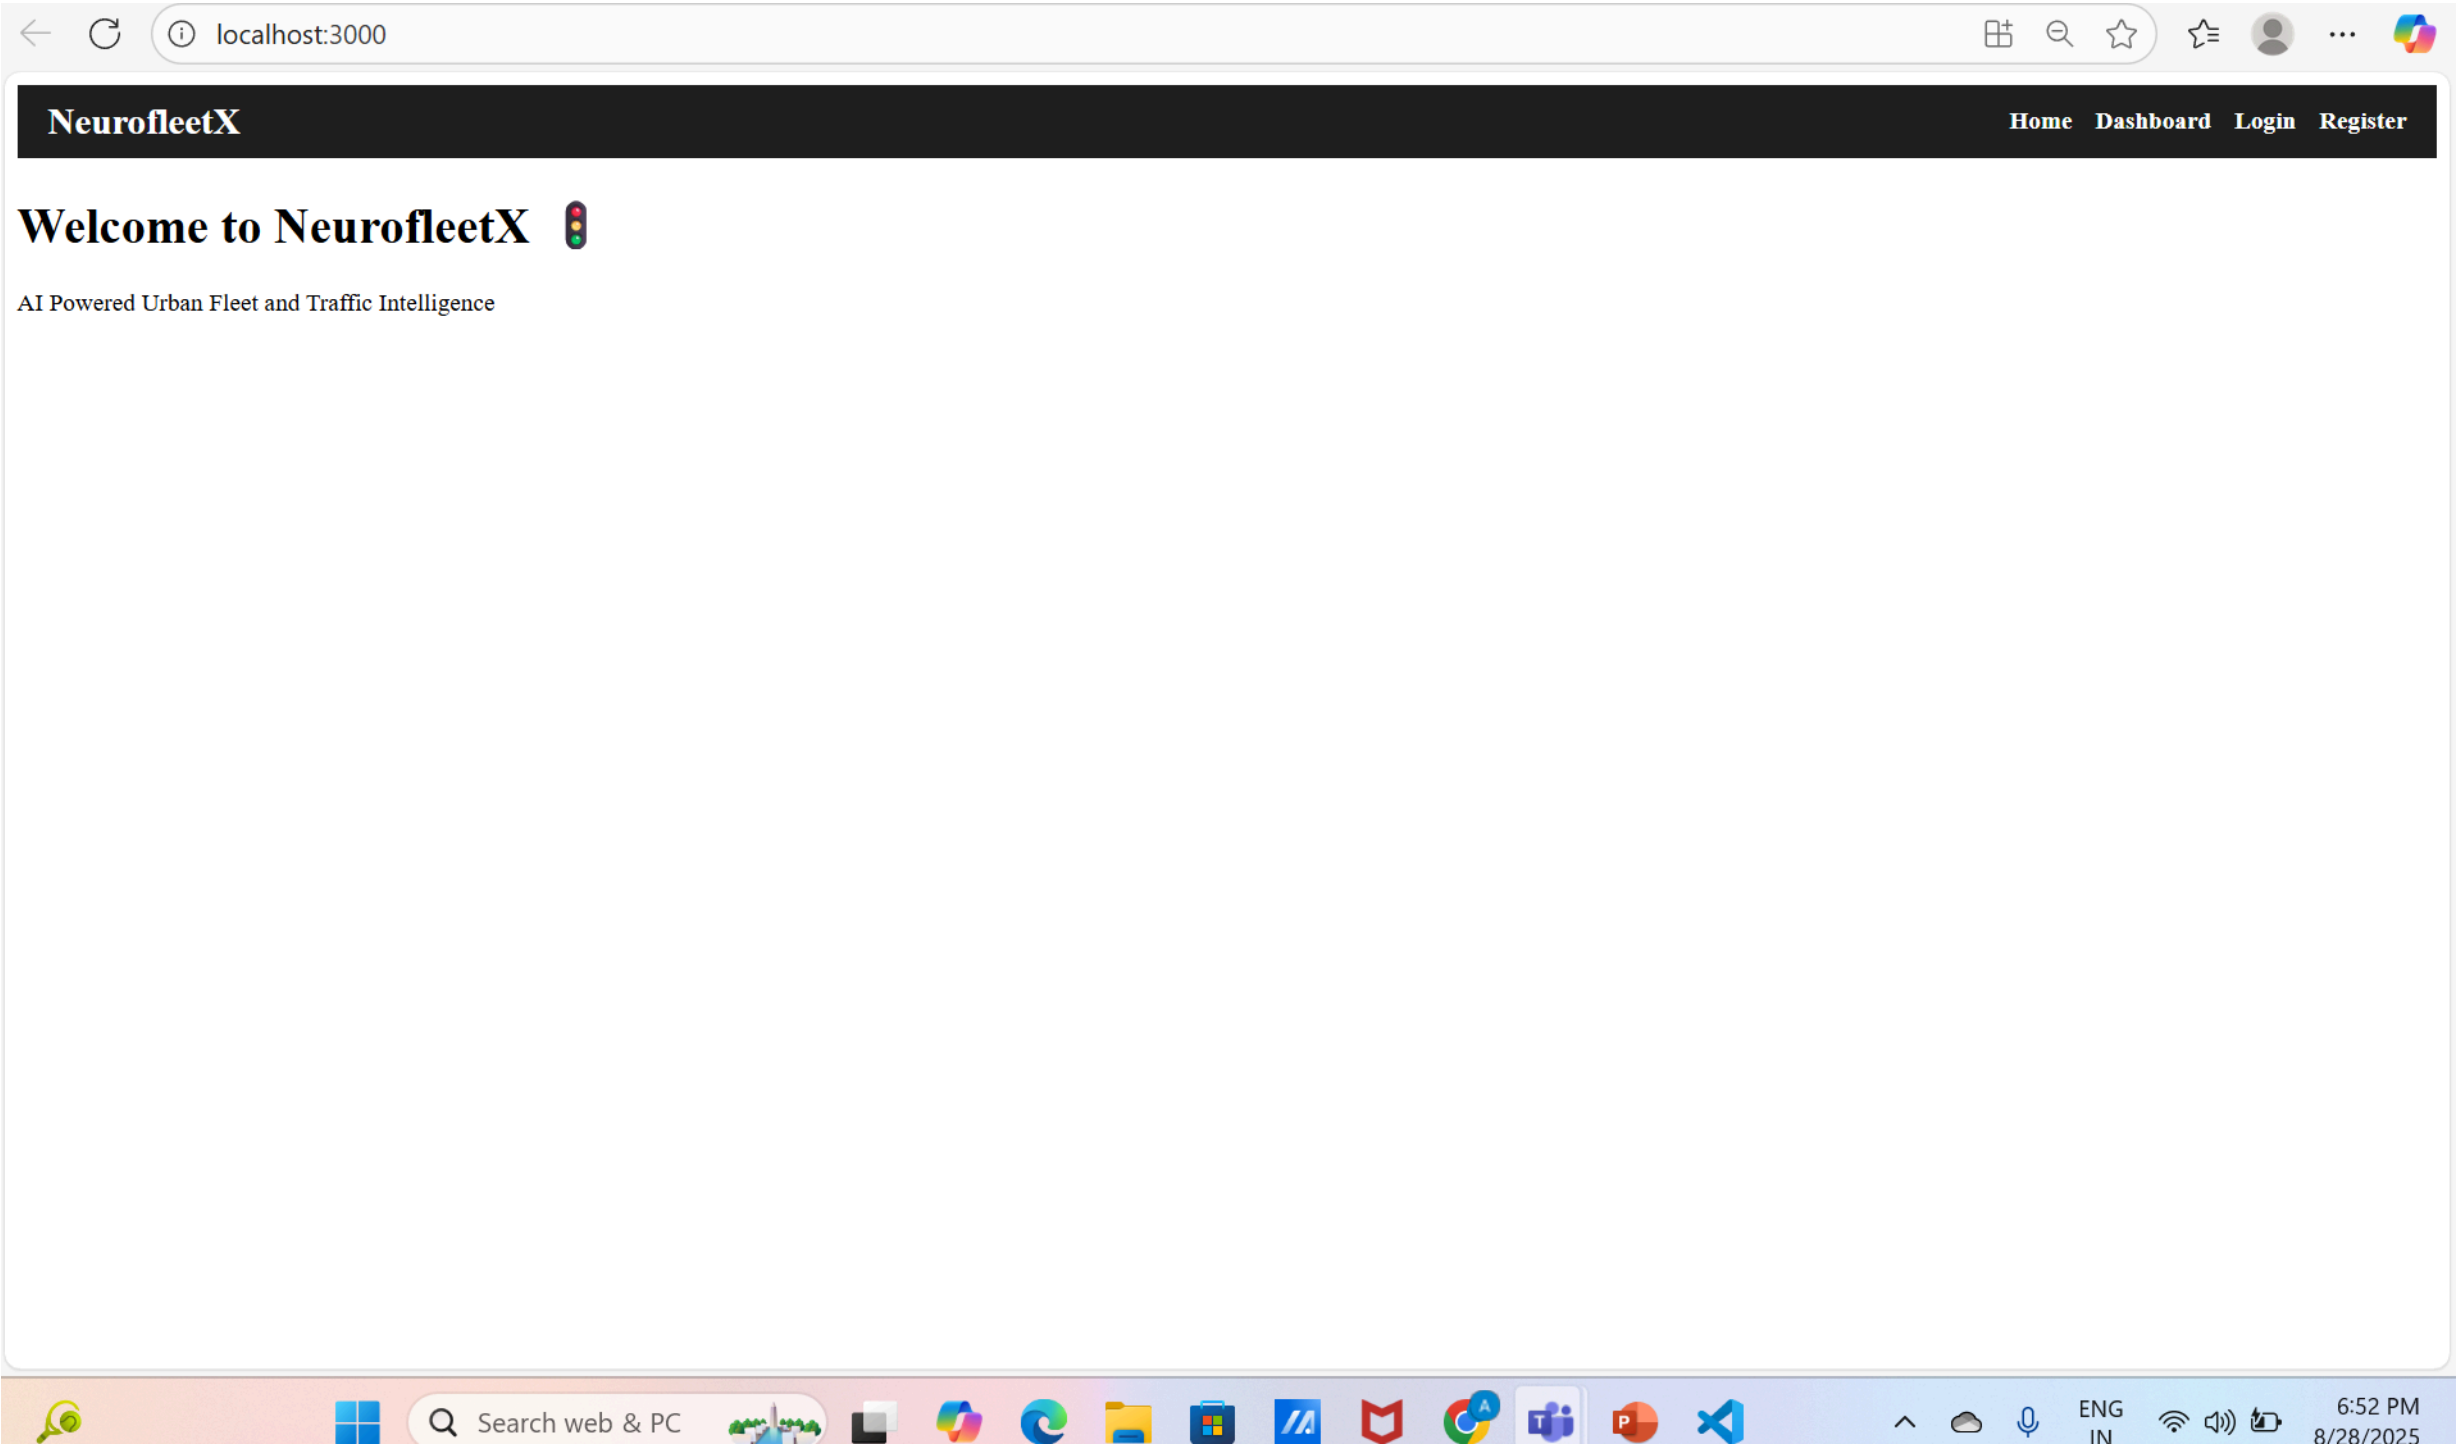 localhost:3000
NeurofleetX
Home Dashboard Login Register
Welcome to NeurofleetX 🚦
AI Powered Urban Fleet and Traffic Intelligence
Search web & PC
A
T
P
ENG
IN
6:52 PM
8/28/2025